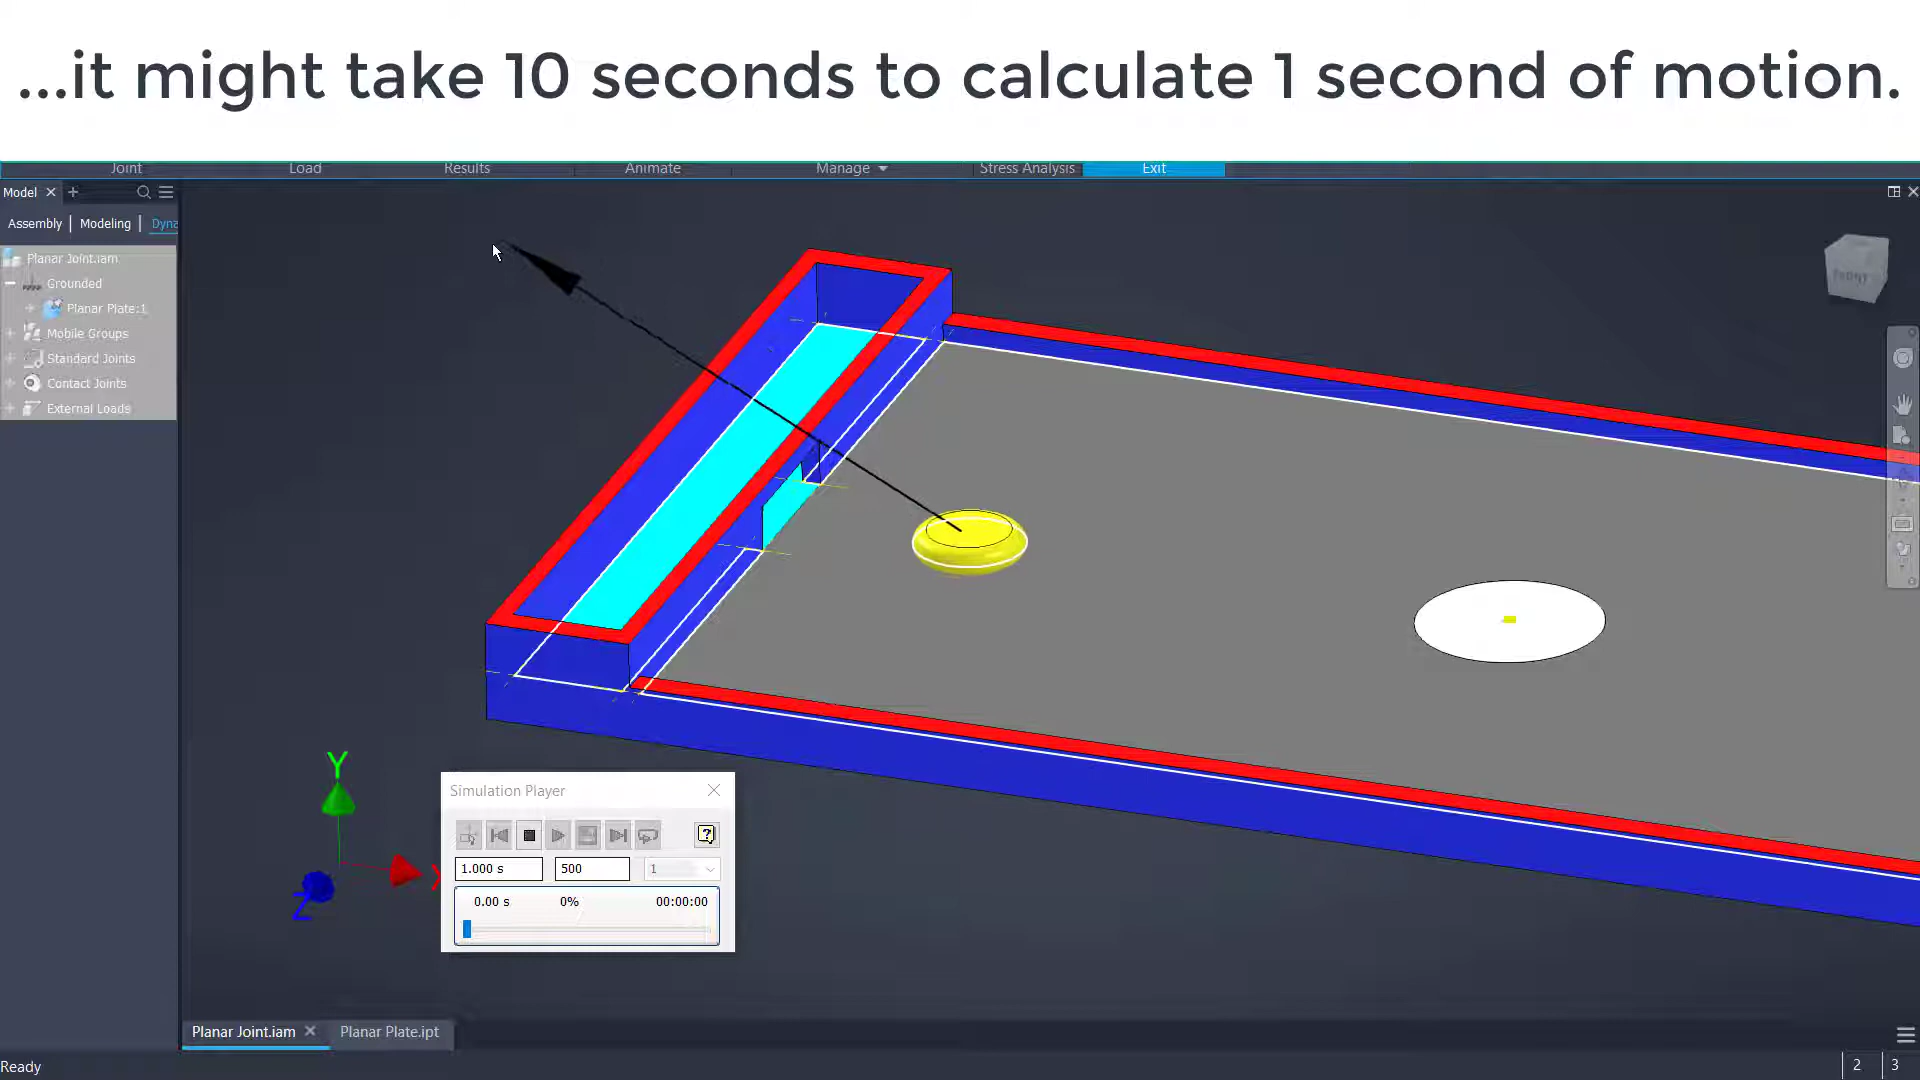 ...it might take 10 seconds to calculate 1 second of motion.
Joint Load Results Animate Manage Stress Analysis Exit
Model
Assembly Modeling Dyna
Planar Joint.iam
Grounded
Planar Plate:1
Mobile Groups
Standard Joints
Contact Joints
External Loads
FRONT
Y
X
Z
Simulation Player
1.000 s 500 1
0.00 s 0% 00:00:00
Planar Joint.iam Planar Plate.ipt
Ready 2 3